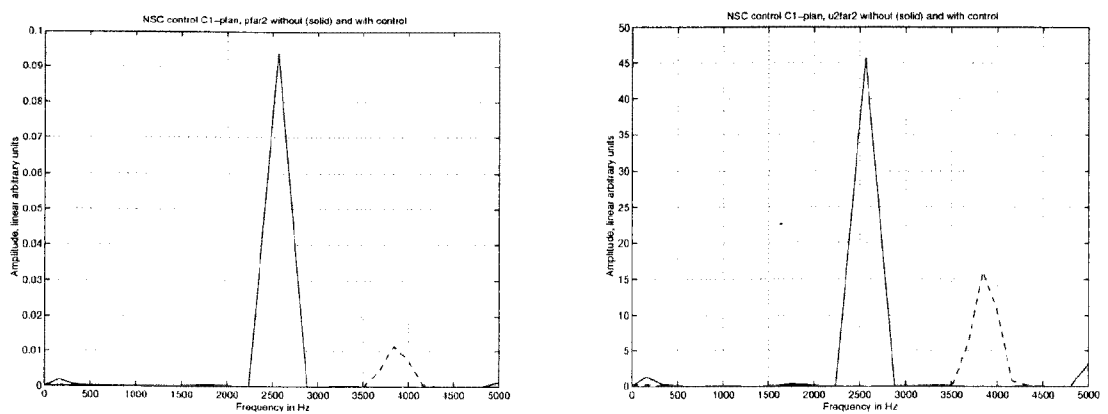 NSC control C1-plan, pfar2 without (solid) and with control
0.1
0.09
0.08
0.07
0.06
0.05
0.04
0.03
0.02
0.01
0
Amplitude, linear arbitrary units
0 500 1000 1500 2000 2500 3000 3500 4000 4500 5000
Frequency in Hz
NSC control C1-plan, u2far2 without (solid) and with control
50
45
40
35
30
25
20
15
10
5
0
Amplitude, linear arbitrary units
0 500 1000 1500 2000 2500 3000 3500 4000 4500 5000
Frequency in Hz